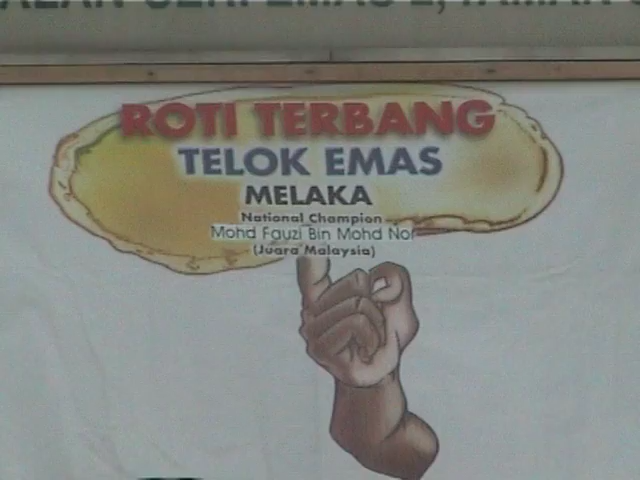 ROTI TERBANG
TELOK EMAS
MELAKA
National Champion
Mohd Fauzi Bin Mohd Nor
(Juara Malaysia)